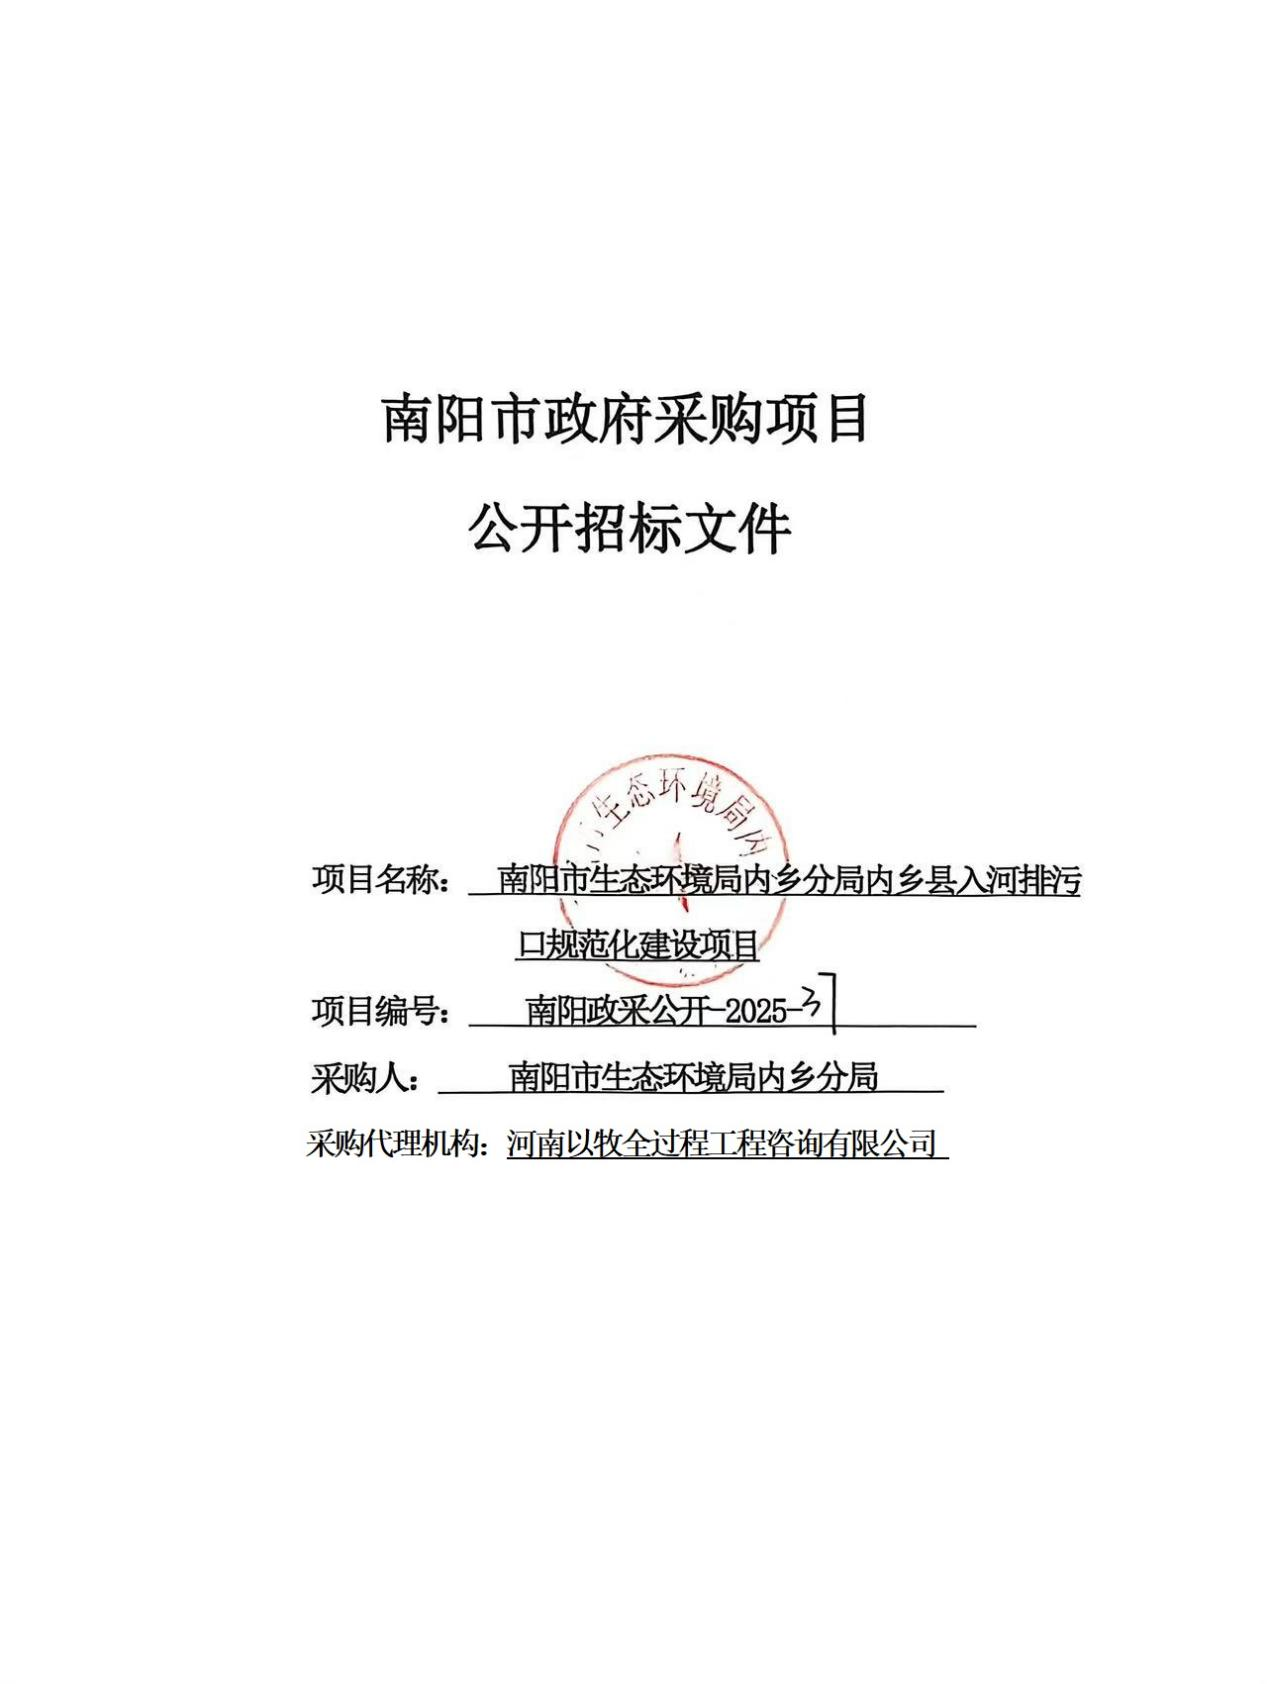 南阳市政府采购项目
公开招标文件
生态环境局内
项目名称：南阳市生态环境局内乡分局内乡县入河排污
口规范化建设项目
项目编号：南阳政采公开-2025-37
采购人：南阳市生态环境局内乡分局
采购代理机构：河南以牧全过程工程咨询有限公司